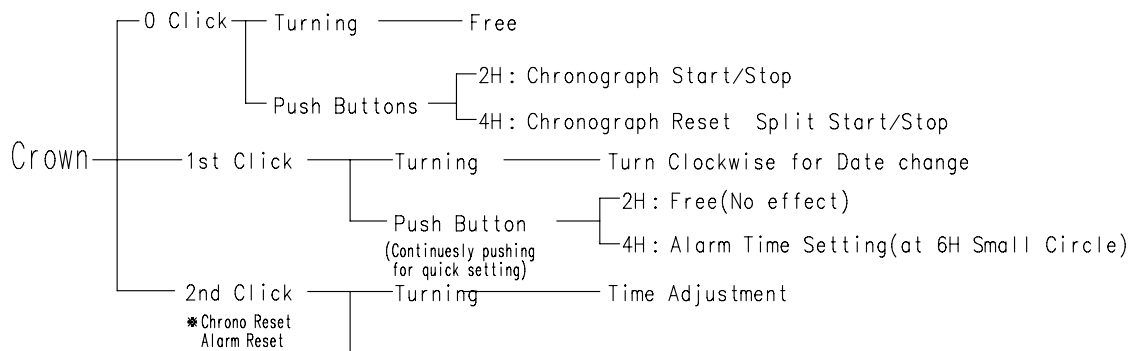 0 Click Turning Free
2H: Chronograph Start/Stop
Push Buttons
4H: Chronograph Reset Split Start/Stop
Crown 1st Click Turning Turn Clockwise for Date change
2H: Free(No effect)
Push Button
(Continuesly pushing
for quick setting)
4H: Alarm Time Setting(at 6H Small Circle)
2nd Click Turning Time Adjustment
※Chrono Reset
Alarm Reset